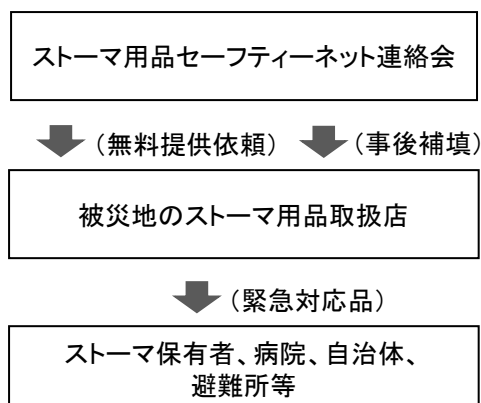 ストーマ用品セーフティーネット連絡会
（無料提供依頼） （事後補填）
被災地のストーマ用品取扱店
（緊急対応品）
ストーマ保有者、病院、自治体、
避難所等